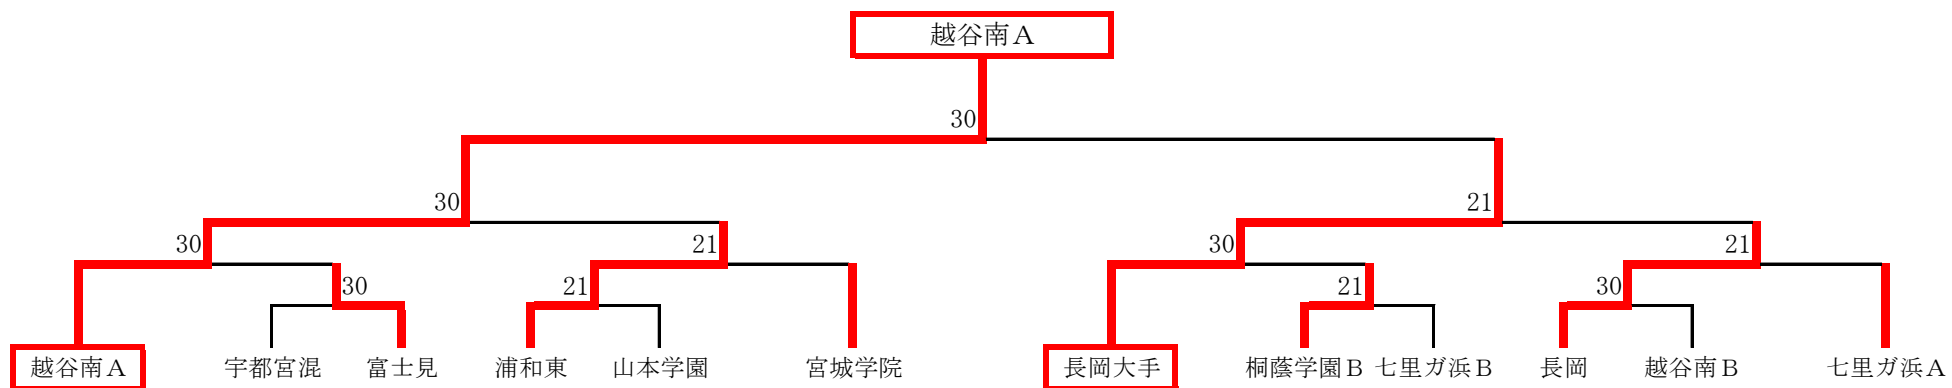 越谷南Ａ
30
30
21
30
21
30
21
30
21
21
30
越谷南Ａ
宇都宮混
富士見
浦和東
山本学園
宮城学院
長岡大手
桐蔭学園Ｂ
七里ガ浜Ｂ
長岡
越谷南Ｂ
七里ガ浜Ａ